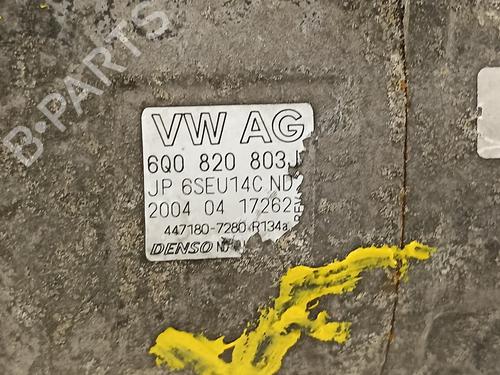 B-PARTS
VW AG
6Q0 820 803J
JP 6SEU14C ND
2004 04 17262
447180-7280 R134a
DENSO